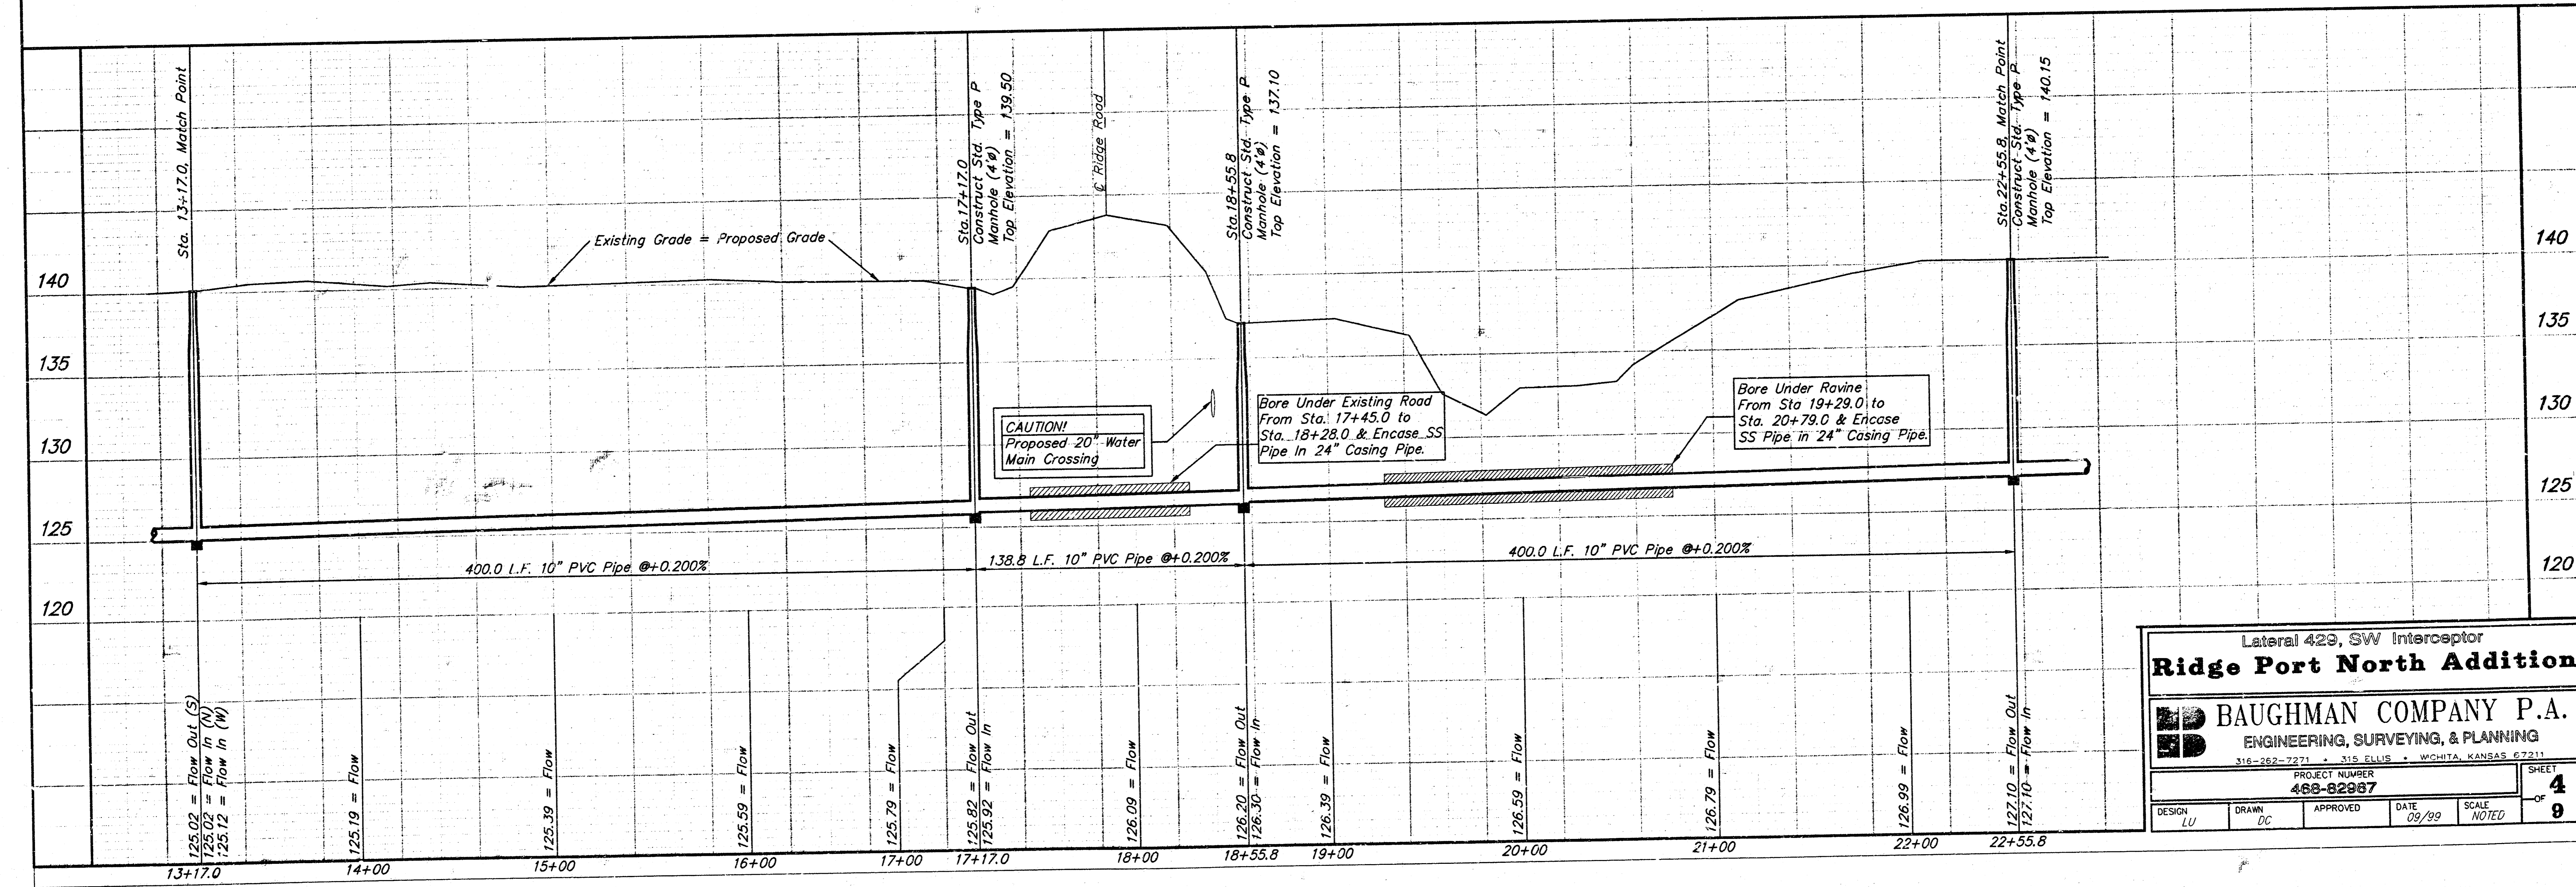 Sta. 13+17.0, Match Point
Sta.17+17.0
Construct Std. Type P
Manhole (4'ø)
Top Elevation = 139.50
℄ Ridge Road
Sta.18+55.8
Construct Std. Type P
Manhole (4'ø)
Top Elevation = 137.10
Sta.22+55.8, Match Point
Construct Std. Type P
Manhole (4'ø)
Top Elevation = 140.15
Existing Grade = Proposed Grade
140
135
130
125
120
140
135
130
125
120
CAUTION!
Proposed 20" Water
Main Crossing
Bore Under Existing Road
From Sta. 17+45.0 to
Sta. 18+28.0 & Encase SS
Pipe In 24" Casing Pipe.
Bore Under Ravine
From Sta 19+29.0 to
Sta. 20+79.0 & Encase
SS Pipe in 24" Casing Pipe.
400.0 L.F. 10" PVC Pipe @+0.200%
138.8 L.F. 10" PVC Pipe @+0.200%
400.0 L.F. 10" PVC Pipe @+0.200%
125.02 = Flow Out (S)
125.02 = Flow In (N)
125.12 = Flow In (W)
125.19 = Flow
125.39 = Flow
125.59 = Flow
125.79 = Flow
125.82 = Flow Out
125.92 = Flow In
126.09 = Flow
126.20 = Flow Out
126.30 = Flow In
126.39 = Flow
126.59 = Flow
126.79 = Flow
126.99 = Flow
127.10 = Flow Out
127.10 = Flow In
13+17.0
14+00
15+00
16+00
17+00
17+17.0
18+00
18+55.8
19+00
20+00
21+00
22+00
22+55.8
Lateral 429, SW Interceptor
Ridge Port North Addition
BAUGHMAN COMPANY P.A.
ENGINEERING, SURVEYING, & PLANNING
316-262-7271 • 315 ELLIS • WICHITA, KANSAS 67211
PROJECT NUMBER
468-82967
SHEET
4
OF
9
DESIGN
LU
DRAWN
DC
APPROVED
DATE
09/99
SCALE
NOTED